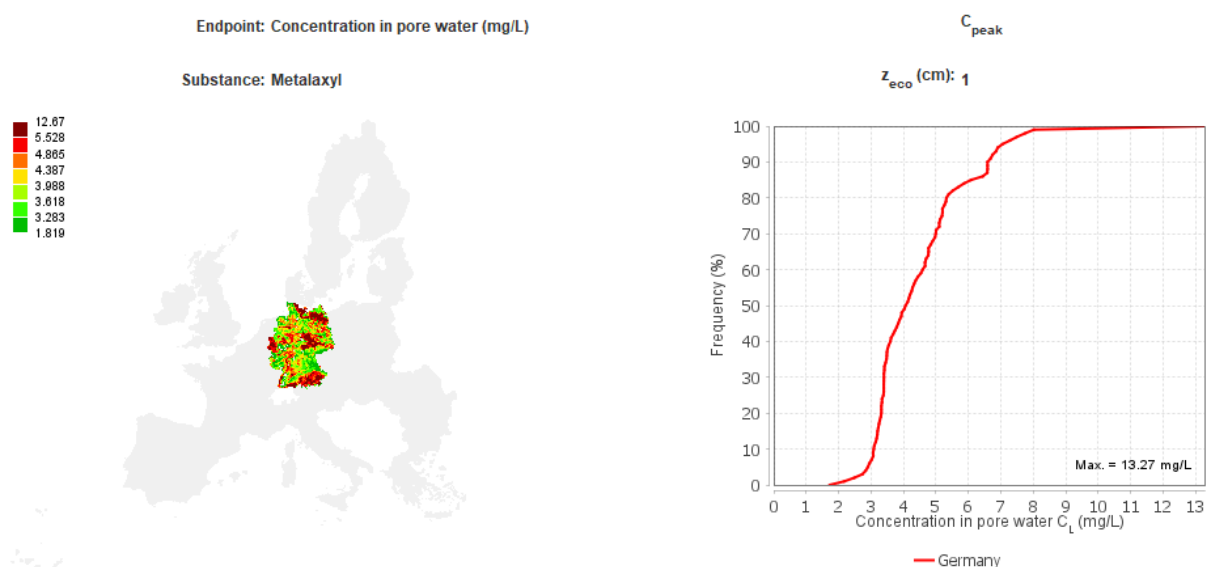 Endpoint: Concentration in pore water (mg/L)
C_peak
Substance: Metalaxyl
z_eco (cm): 1
12.67
5.528
4.865
4.387
3.988
3.618
3.283
1.819
100
90
80
70
60
50
40
30
20
10
0
Frequency (%)
Max. = 13.27 mg/L
0 1 2 3 4 5 6 7 8 9 10 11 12 13
Concentration in pore water C_L (mg/L)
Germany